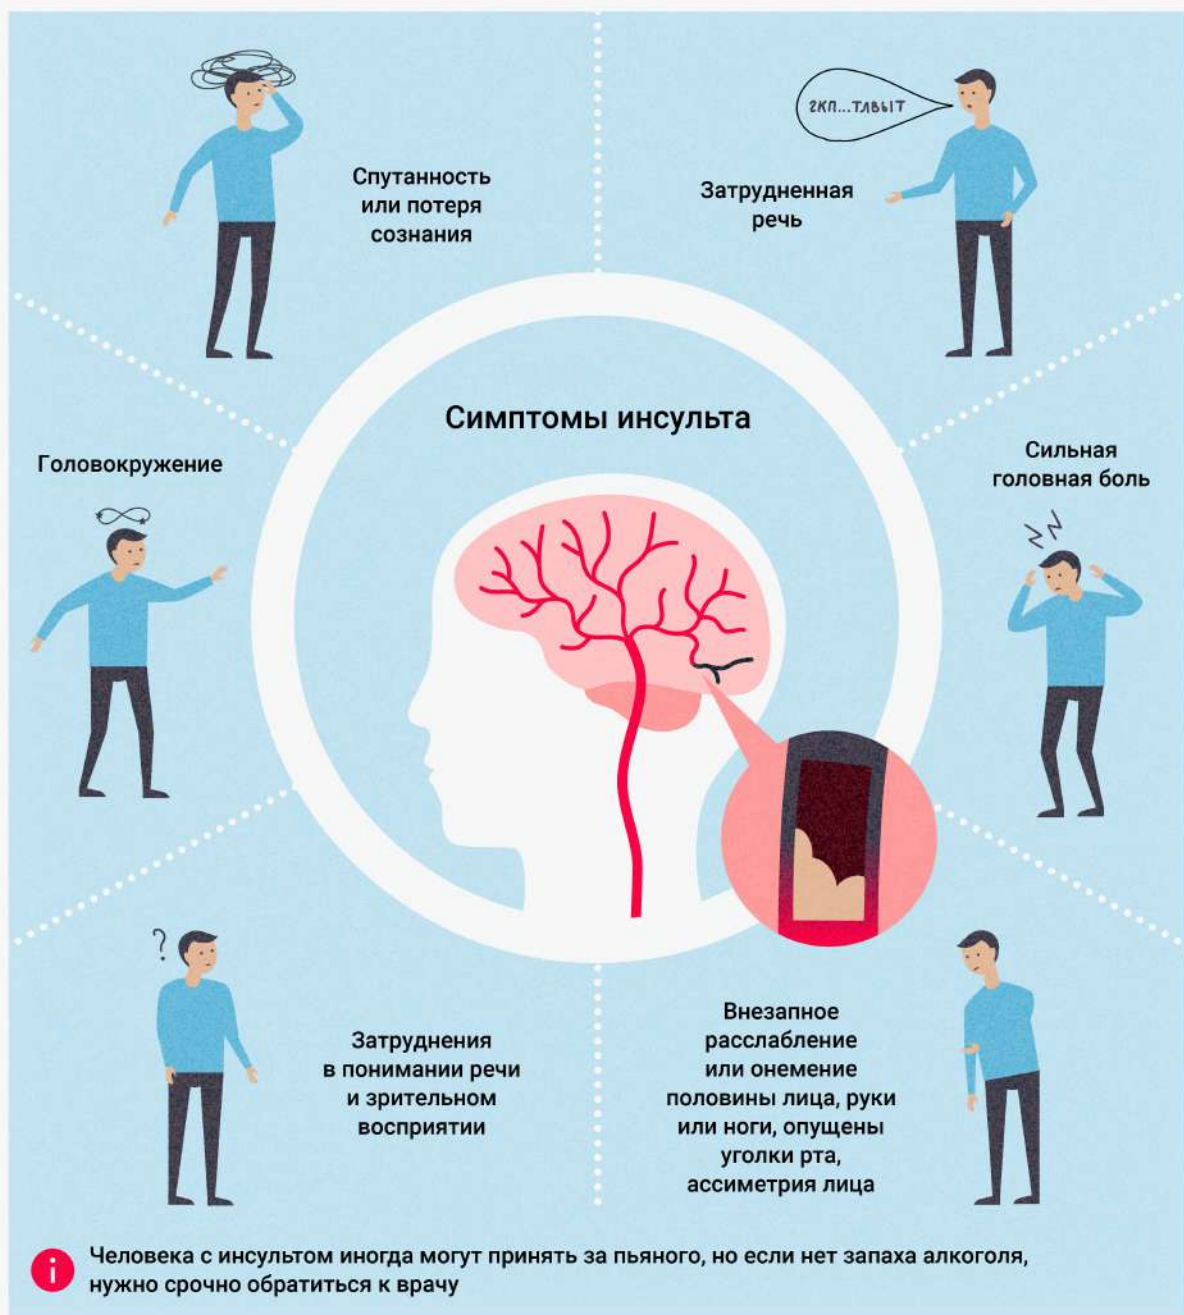 Спутанность
или потеря
сознания
гкп...тлвыт
Затрудненная
речь
Симптомы инсульта
Головокружение
Сильная
головная боль
?
Затруднения
в понимании речи
и зрительном
восприятии
Внезапное
расслабление
или онемение
половины лица, руки
или ноги, опущены
уголки рта,
ассиметрия лица
i
Человека с инсультом иногда могут принять за пьяного, но если нет запаха алкоголя,
нужно срочно обратиться к врачу